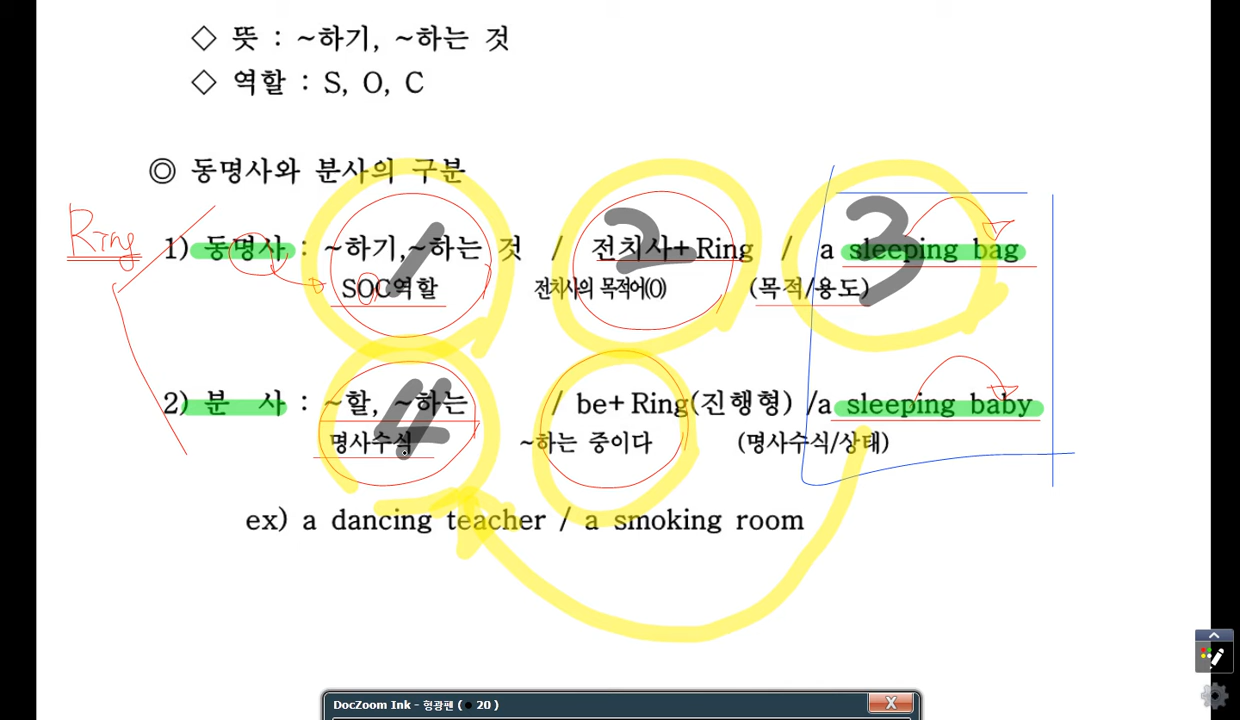 ◇ 뜻 : ~하기, ~하는 것
◇ 역할 : S, O, C
◎ 동명사와 분사의 구분
Ring
1) 동명사 : ~하기,~하는 것 / 전치사+Ring / a sleeping bag
SOC역할 전치사의 목적어(O) (목적/용도)
1 2 3
2) 분 사 : ~할, ~하는 / be+Ring(진행형) /a sleeping baby
명사수식 ~하는 중이다 (명사수식/상태)
4
ex) a dancing teacher / a smoking room
DocZoom Ink - 형광펜 ( 20 ) X